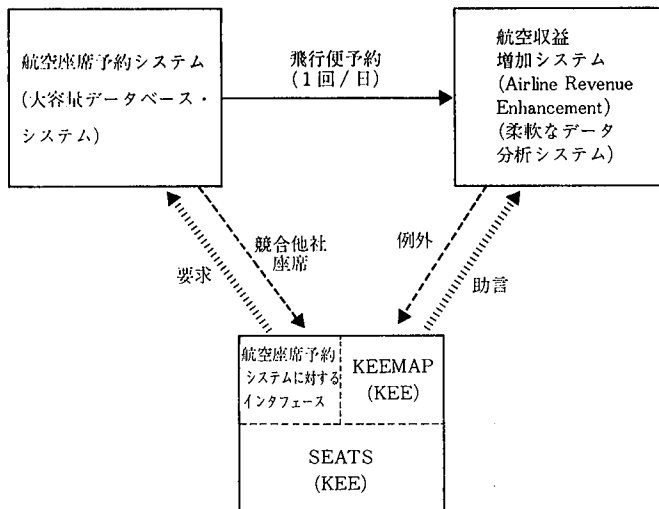 航空座席予約システム
(大容量データベース・
システム)
飛行便予約
(1回/日)
航空収益
増加システム
(Airline Revenue
Enhancement)
(柔軟なデータ
分析システム)
競合他社
座席
要求
例外
助言
航空座席予約
システムに対する
インタフェース
KEEMAP
(KEE)
SEATS
(KEE)